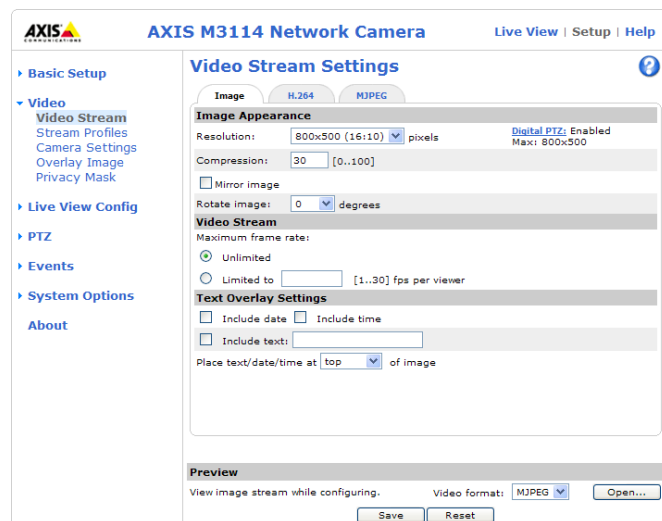 AXIS
COMMUNICATIONS
AXIS M3114 Network Camera
Live View | Setup | Help
Basic Setup
Video
Video Stream
Stream Profiles
Camera Settings
Overlay Image
Privacy Mask
Live View Config
PTZ
Events
System Options
About
Video Stream Settings
?
Image H.264 MJPEG
Image Appearance
Resolution: 800x500 (16:10) pixels Digital PTZ: Enabled
Max: 800x500
Compression: 30 [0..100]
Mirror image
Rotate image: 0 degrees
Video Stream
Maximum frame rate:
Unlimited
Limited to [1..30] fps per viewer
Text Overlay Settings
Include date Include time
Include text:
Place text/date/time at top of image
Preview
View image stream while configuring. Video format: MJPEG Open...
Save Reset